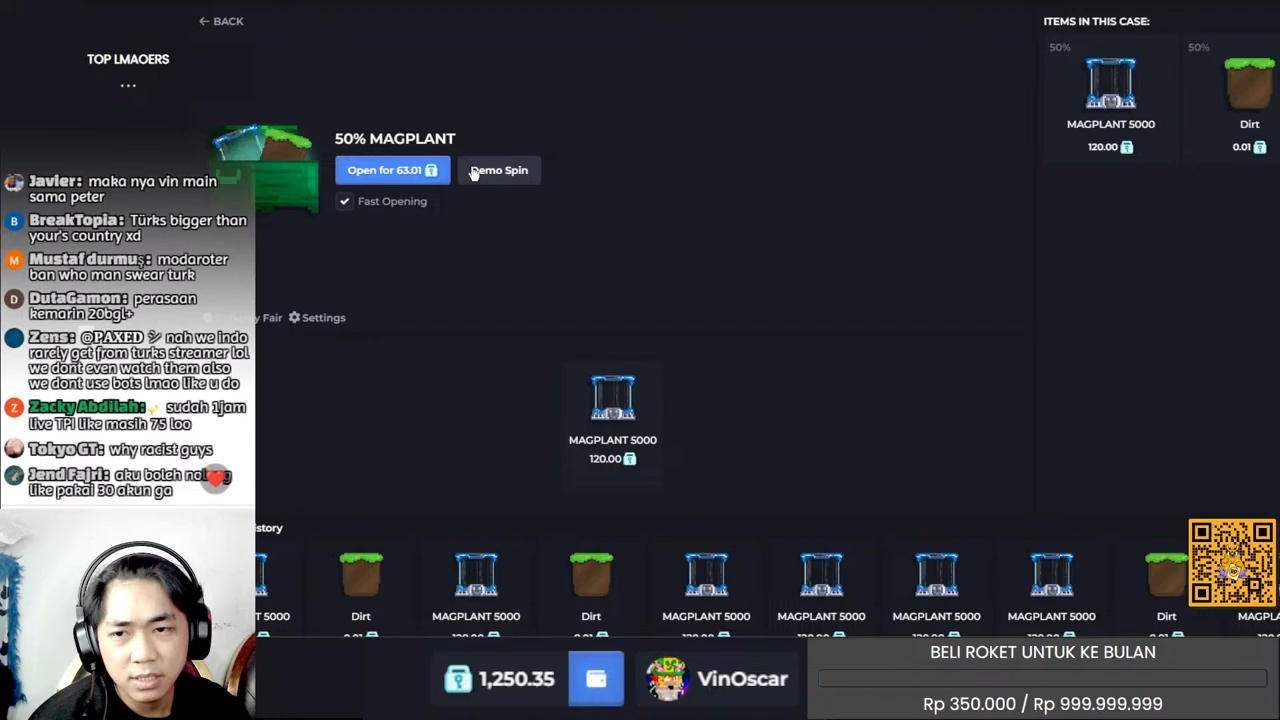 BACK
TOP LMAOERS
...
50% MAGPLANT
Open for 63.01
Demo Spin
Fast Opening
ITEMS IN THIS CASE:
50%
MAGPLANT 5000
120.00
50%
Dirt
0.01
Javier: maka nya vin main
sama peter
BreakTopia: Türks bigger than
your's country xd
Mustafdurmuş: modaroter
ban who man swear turk
DutaGamon: perasaan
kemarin 20bgl+
Zens: @PAXED シ nah we indo
rarely get from turks streamer lol
we dont even watch them also
we dont use bots lmao like u do
Zacky Abdilah: sudah 1jam
live TPI like masih 75 loo
Tokyo GT: why racist guys
Jend Fajri: aku boleh
like pakai 30 akun ga
Fair
Settings
MAGPLANT 5000
120.00
Dirt
MAGPLANT 5000
Dirt
MAGPLANT 5000
MAGPLANT 5000
MAGPLANT 5000
MAGPLANT 5000
Dirt
1,250.35
VinOscar
BELI ROKET UNTUK KE BULAN
Rp 350.000 / Rp 999.999.999